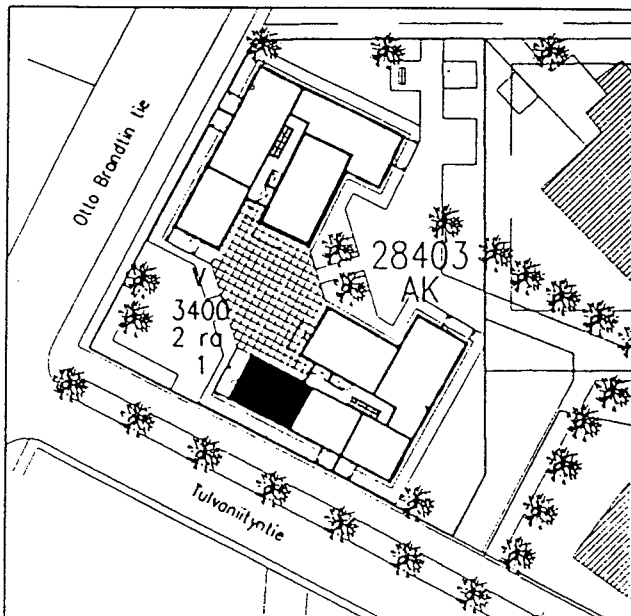 Otto Brandtin tie
28403
AK
V
3400
2 ra
1
Tulvaniityntie